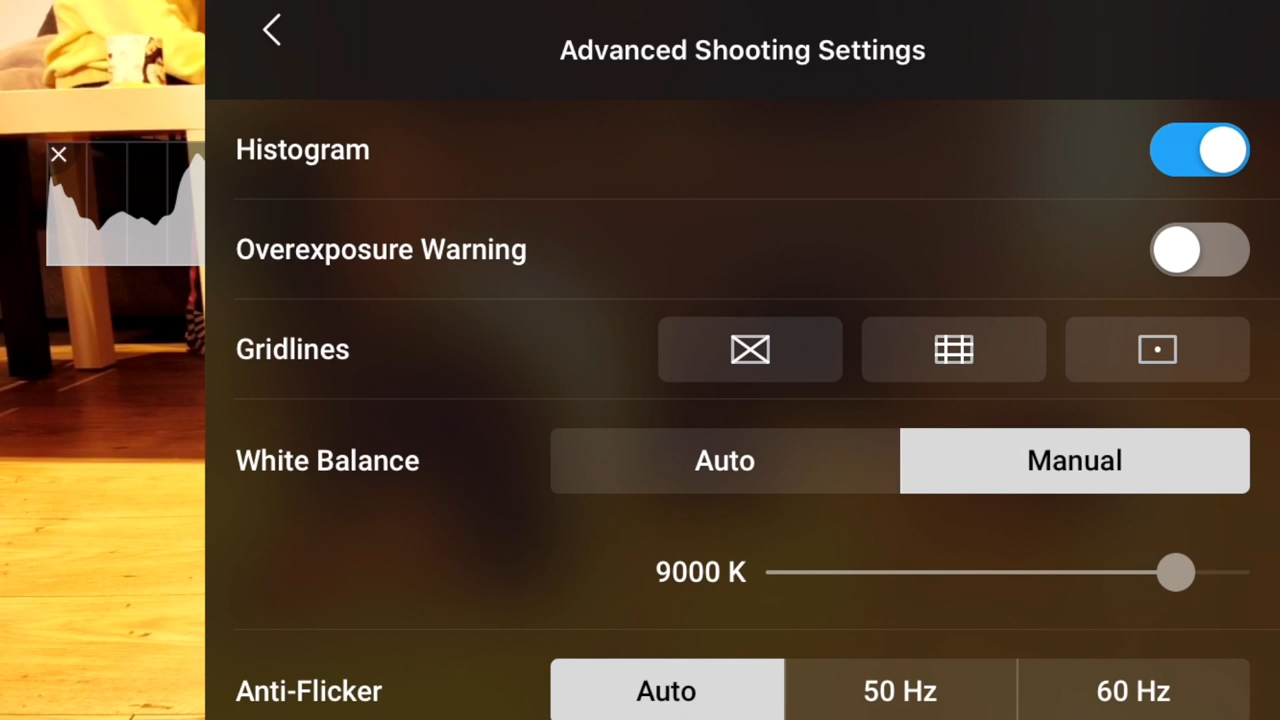 Advanced Shooting Settings
Histogram
Overexposure Warning
Gridlines
White Balance Auto Manual
9000 K
Anti-Flicker Auto 50 Hz 60 Hz